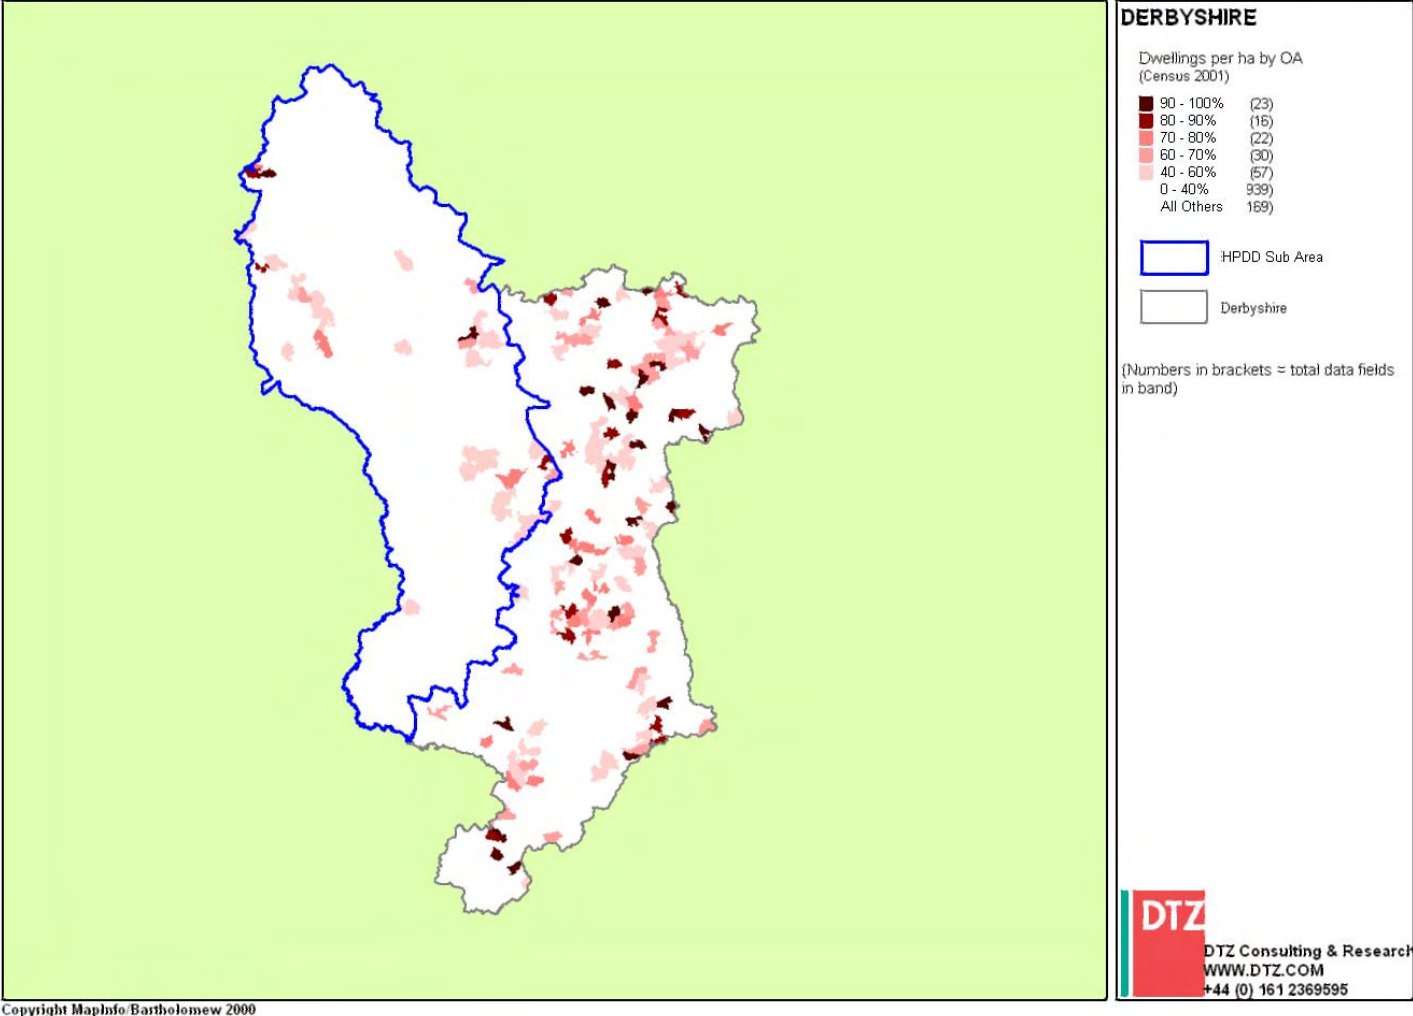 DERBYSHIRE
Dwellings per ha by OA
(Census 2001)
90 - 100% (23)
80 - 90% (16)
70 - 80% (22)
60 - 70% (30)
40 - 60% (57)
0 - 40% 939)
All Others 169)
HPDD Sub Area
Derbyshire
(Numbers in brackets = total data fields
in band)
DTZ
DTZ Consulting & Research
WWW.DTZ.COM
+44 (0) 161 2369595
Copyright MapInfo/Bartholomew 2000